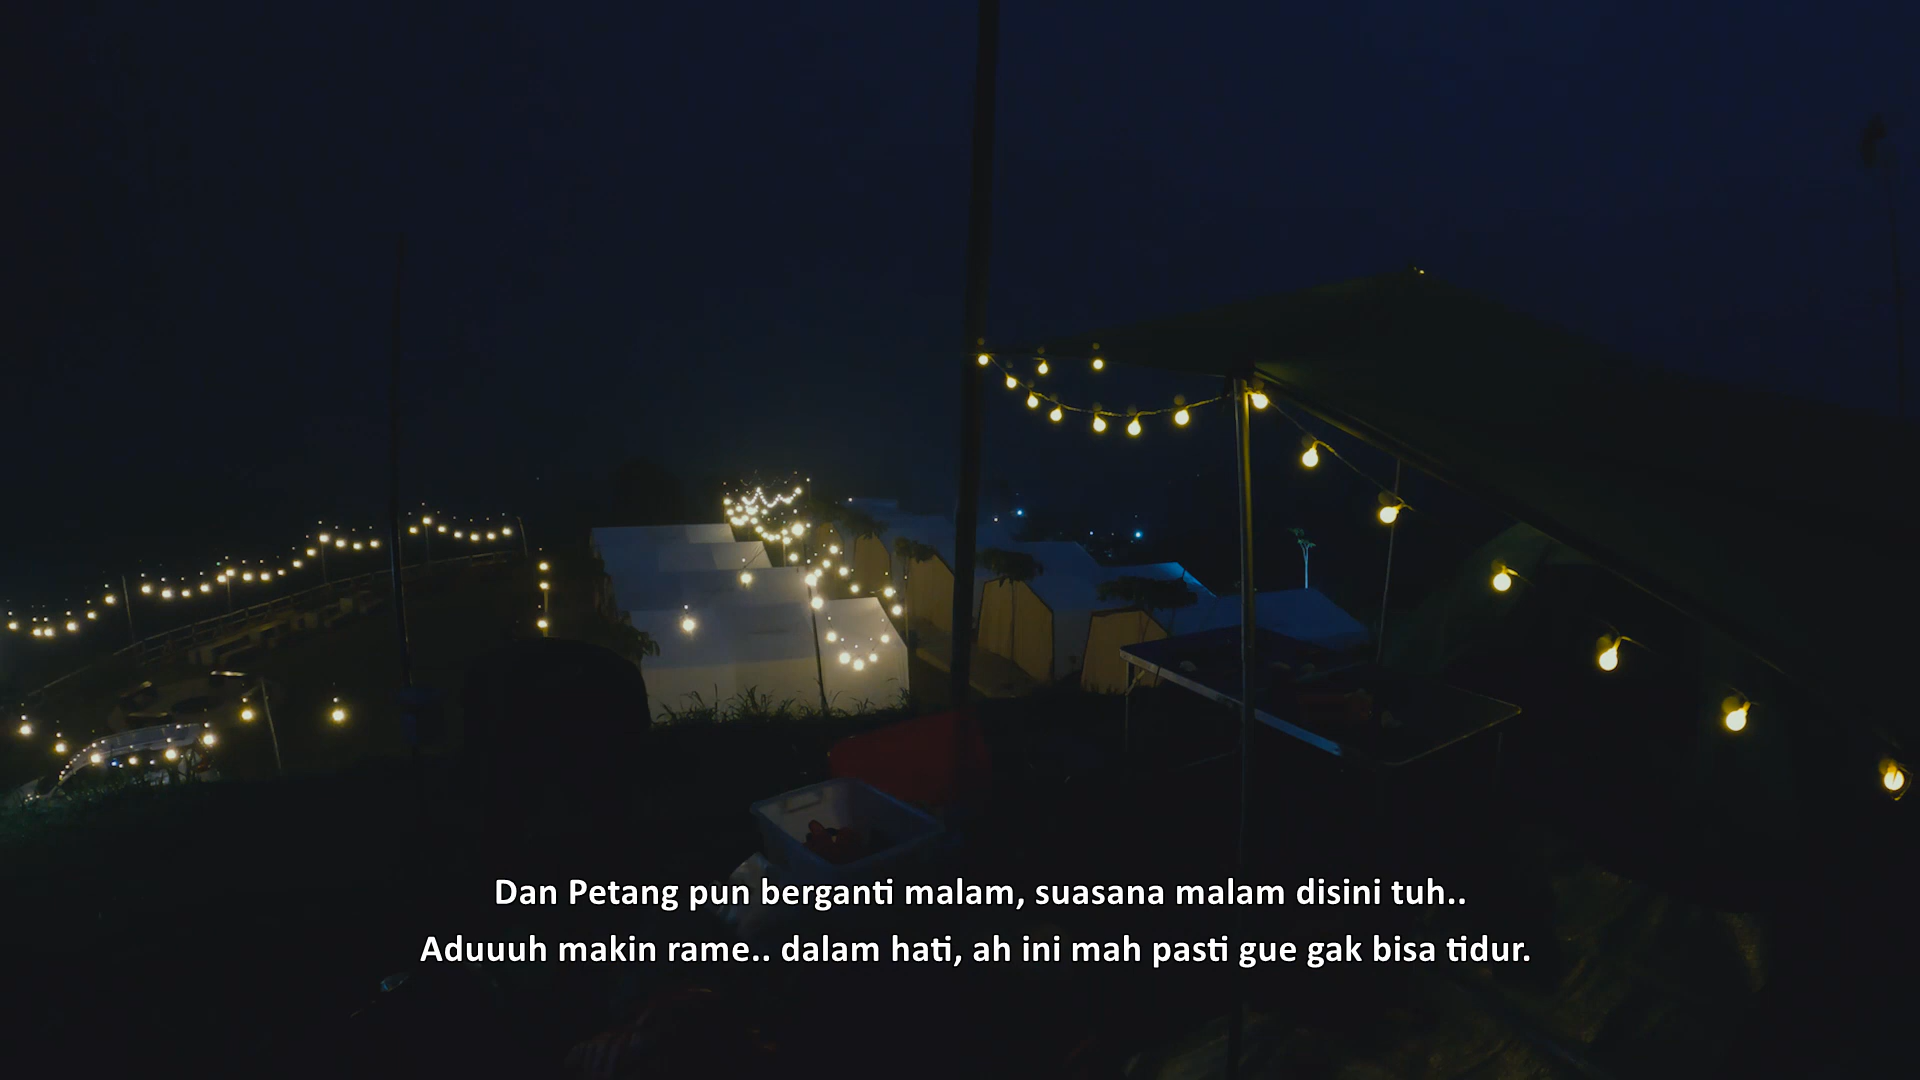 Dan Petang pun berganti malam, suasana malam disini tuh..
Aduuuh makin rame.. dalam hati, ah ini mah pasti gue gak bisa tidur.